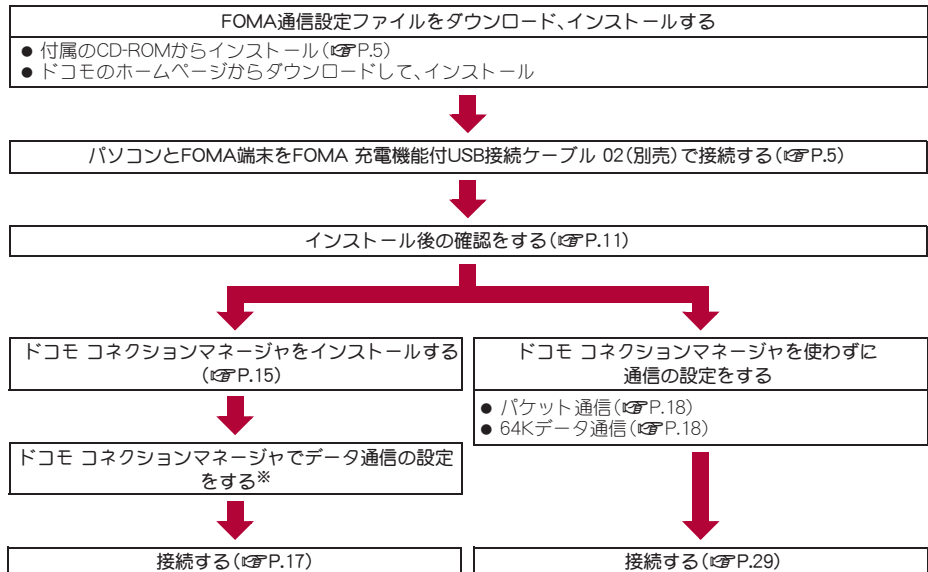 FOMA通信設定ファイルをダウンロード、インストールする
● 付属のCD-ROMからインストール(☞P.5)
● ドコモのホームページからダウンロードして、インストール
パソコンとFOMA端末をFOMA 充電機能付USB接続ケーブル 02(別売)で接続する(☞P.5)
インストール後の確認をする(☞P.11)
ドコモ コネクションマネージャをインストールする
(☞P.15)
ドコモ コネクションマネージャでデータ通信の設定
をする※
接続する(☞P.17)
ドコモ コネクションマネージャを使わずに
通信の設定をする
● パケット通信(☞P.18)
● 64Kデータ通信(☞P.18)
接続する(☞P.29)